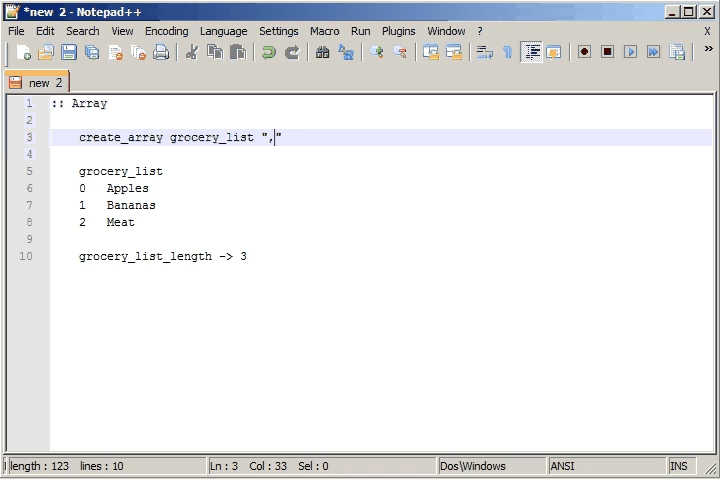 *new 2 - Notepad++
File Edit Search View Encoding Language Settings Macro Run Plugins Window ? X
new 2
1 :: Array
2
3 create_array grocery_list ","
4
5 grocery_list
6 0 Apples
7 1 Bananas
8 2 Meat
9
10 grocery_list_length -> 3
length : 123 lines : 10 Ln : 3 Col : 33 Sel : 0 Dos\Windows ANSI INS